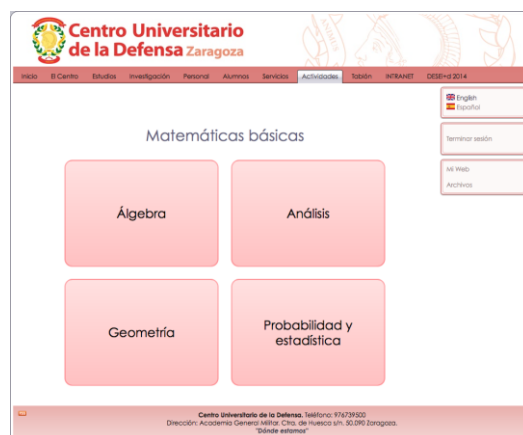 Centro Universitario
de la Defensa Zaragoza
Inicio El Centro Estudios Investigación Personal Alumnos Servicios Actividades Tablón INTRANET DESEi+d 2014
English
Español
Terminar sesión
Mi Web
Archivos
Matemáticas básicas
Álgebra
Análisis
Geometría
Probabilidad y
estadística
Centro Universitario de la Defensa. Teléfono: 976739500
Dirección: Academia General Militar. Ctra. de Huesca s/n. 50.090 Zaragoza.
"Dónde estamos"